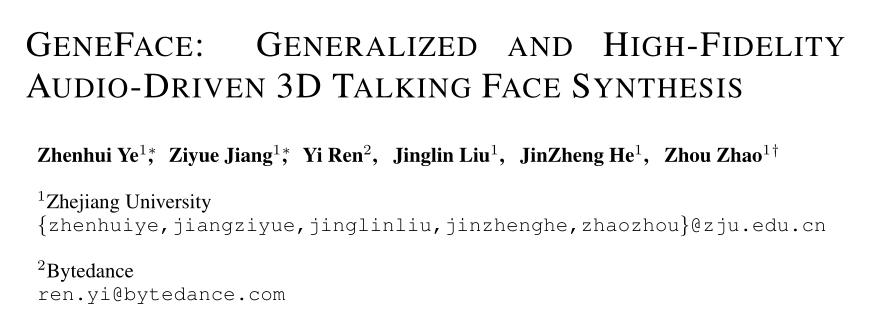 GENEFACE: GENERALIZED AND HIGH-FIDELITY
AUDIO-DRIVEN 3D TALKING FACE SYNTHESIS
Zhenhui Ye¹*, Ziyue Jiang¹*, Yi Ren², Jinglin Liu¹, JinZheng He¹, Zhou Zhao¹†
¹Zhejiang University
{zhenhuiye,jiangziyue,jinglinliu,jinzhenghe,zhaozhou}@zju.edu.cn
²Bytedance
ren.yi@bytedance.com